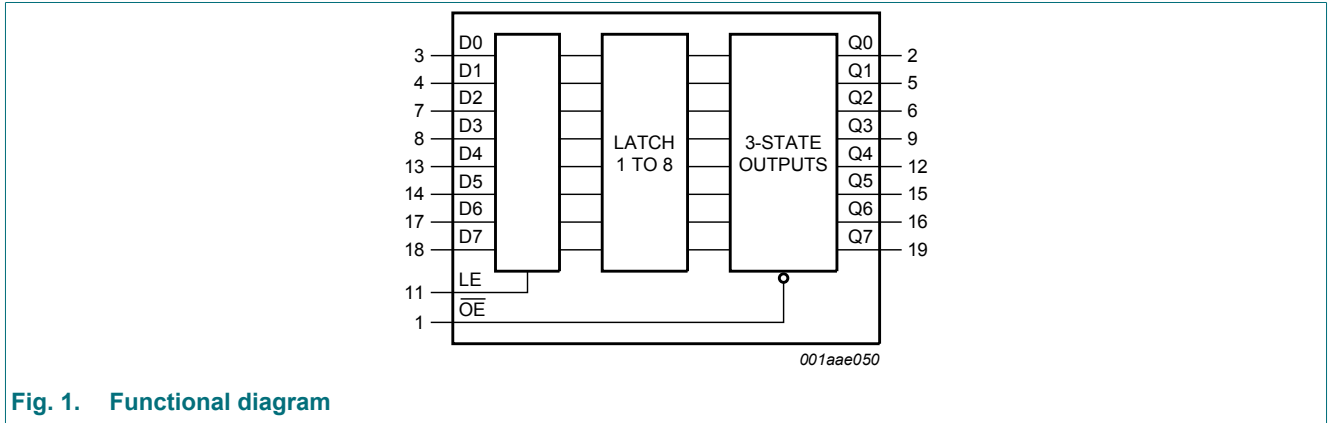 D0 Q0
3 2
D1 Q1
4 5
D2 Q2
7 6
D3 Q3
8 9
LATCH 3-STATE
D4 Q4
13 1 TO 8 OUTPUTS 12
D5 Q5
14 15
D6 Q6
17 16
D7 Q7
18 19
LE
11
OE
1
001aae050
Fig. 1. Functional diagram